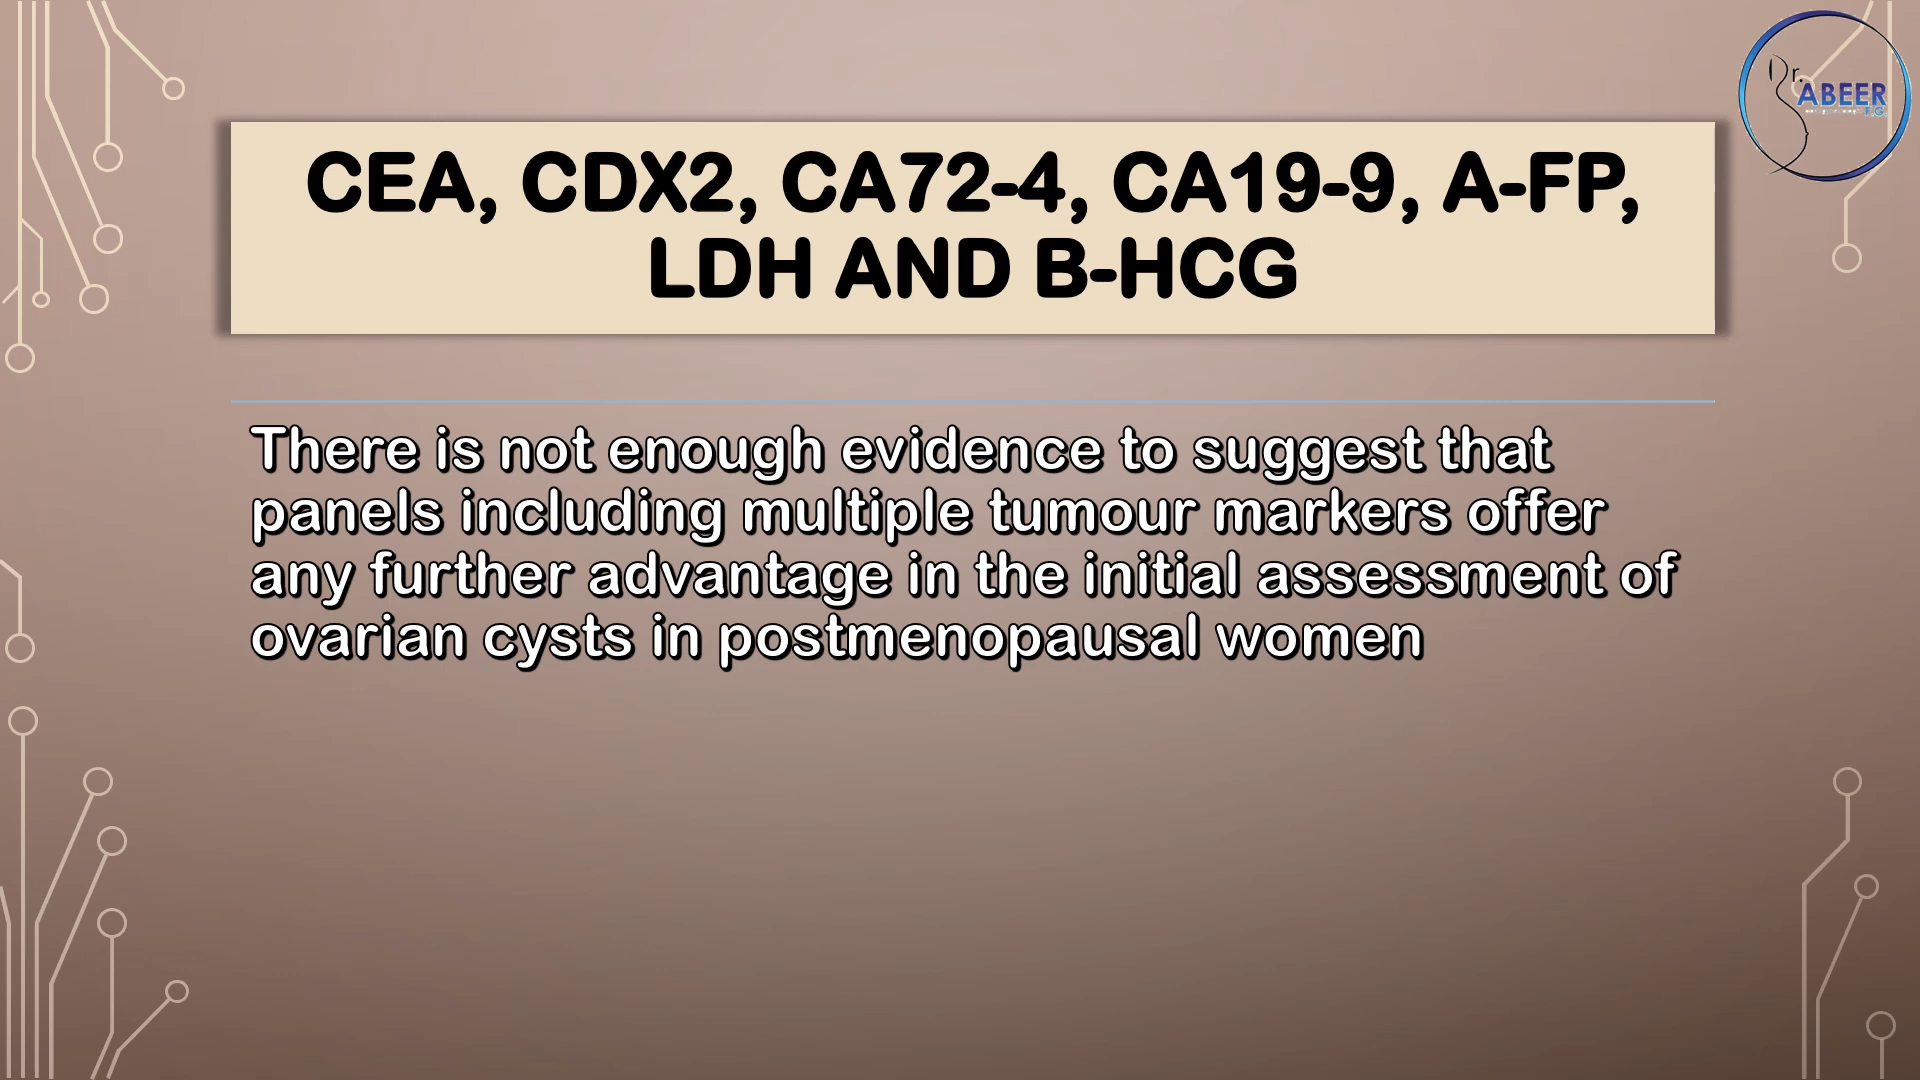 Dr.
ABEER
F.G.
CEA, CDX2, CA72-4, CA19-9, A-FP,
LDH AND B-HCG
There is not enough evidence to suggest that
panels including multiple tumour markers offer
any further advantage in the initial assessment of
ovarian cysts in postmenopausal women